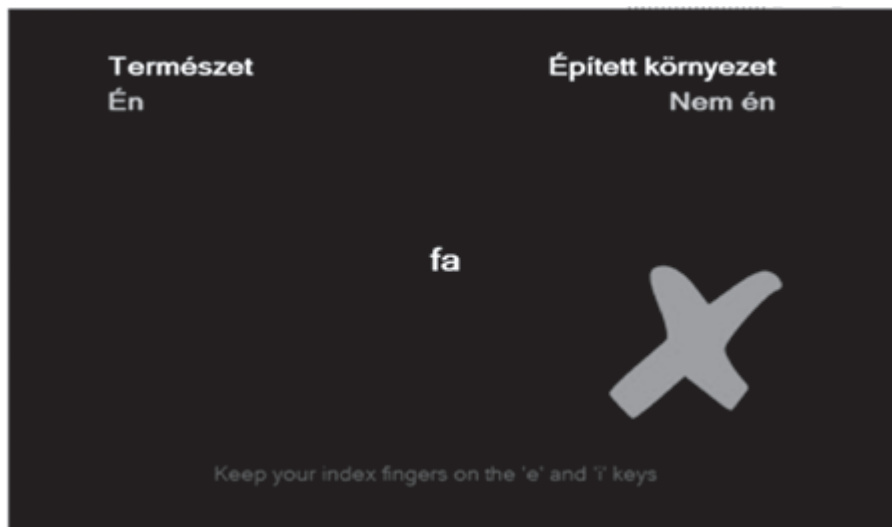 Természet Épített környezet
Én Nem én
fa
Keep your index fingers on the 'e' and 'i' keys